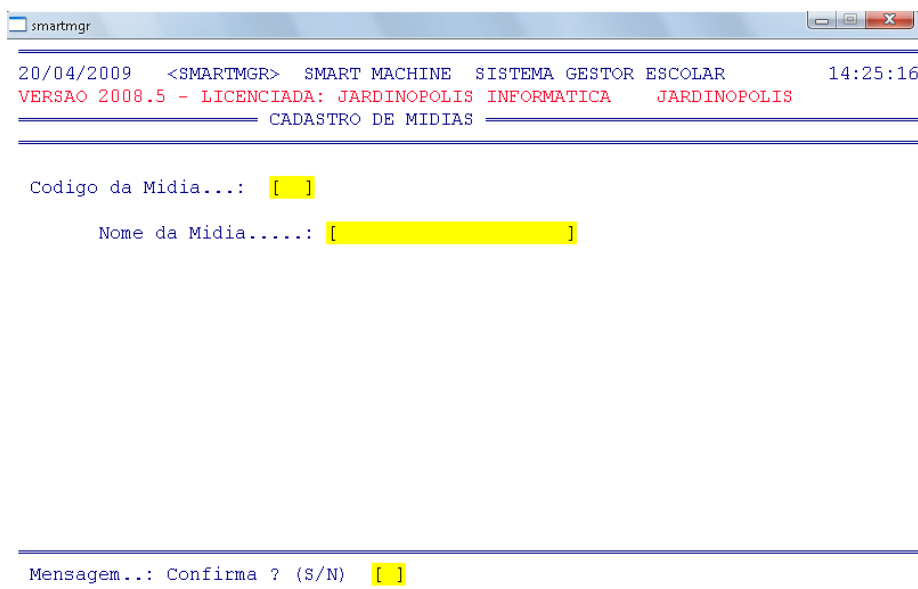 smartmgr
20/04/2009 <SMARTMGR> SMART MACHINE SISTEMA GESTOR ESCOLAR 14:25:16
VERSAO 2008.5 - LICENCIADA: JARDINOPOLIS INFORMATICA JARDINOPOLIS
CADASTRO DE MIDIAS
Codigo da Midia...: [ ]
Nome da Midia.....: [ ]
Mensagem..: Confirma ? (S/N) [ ]